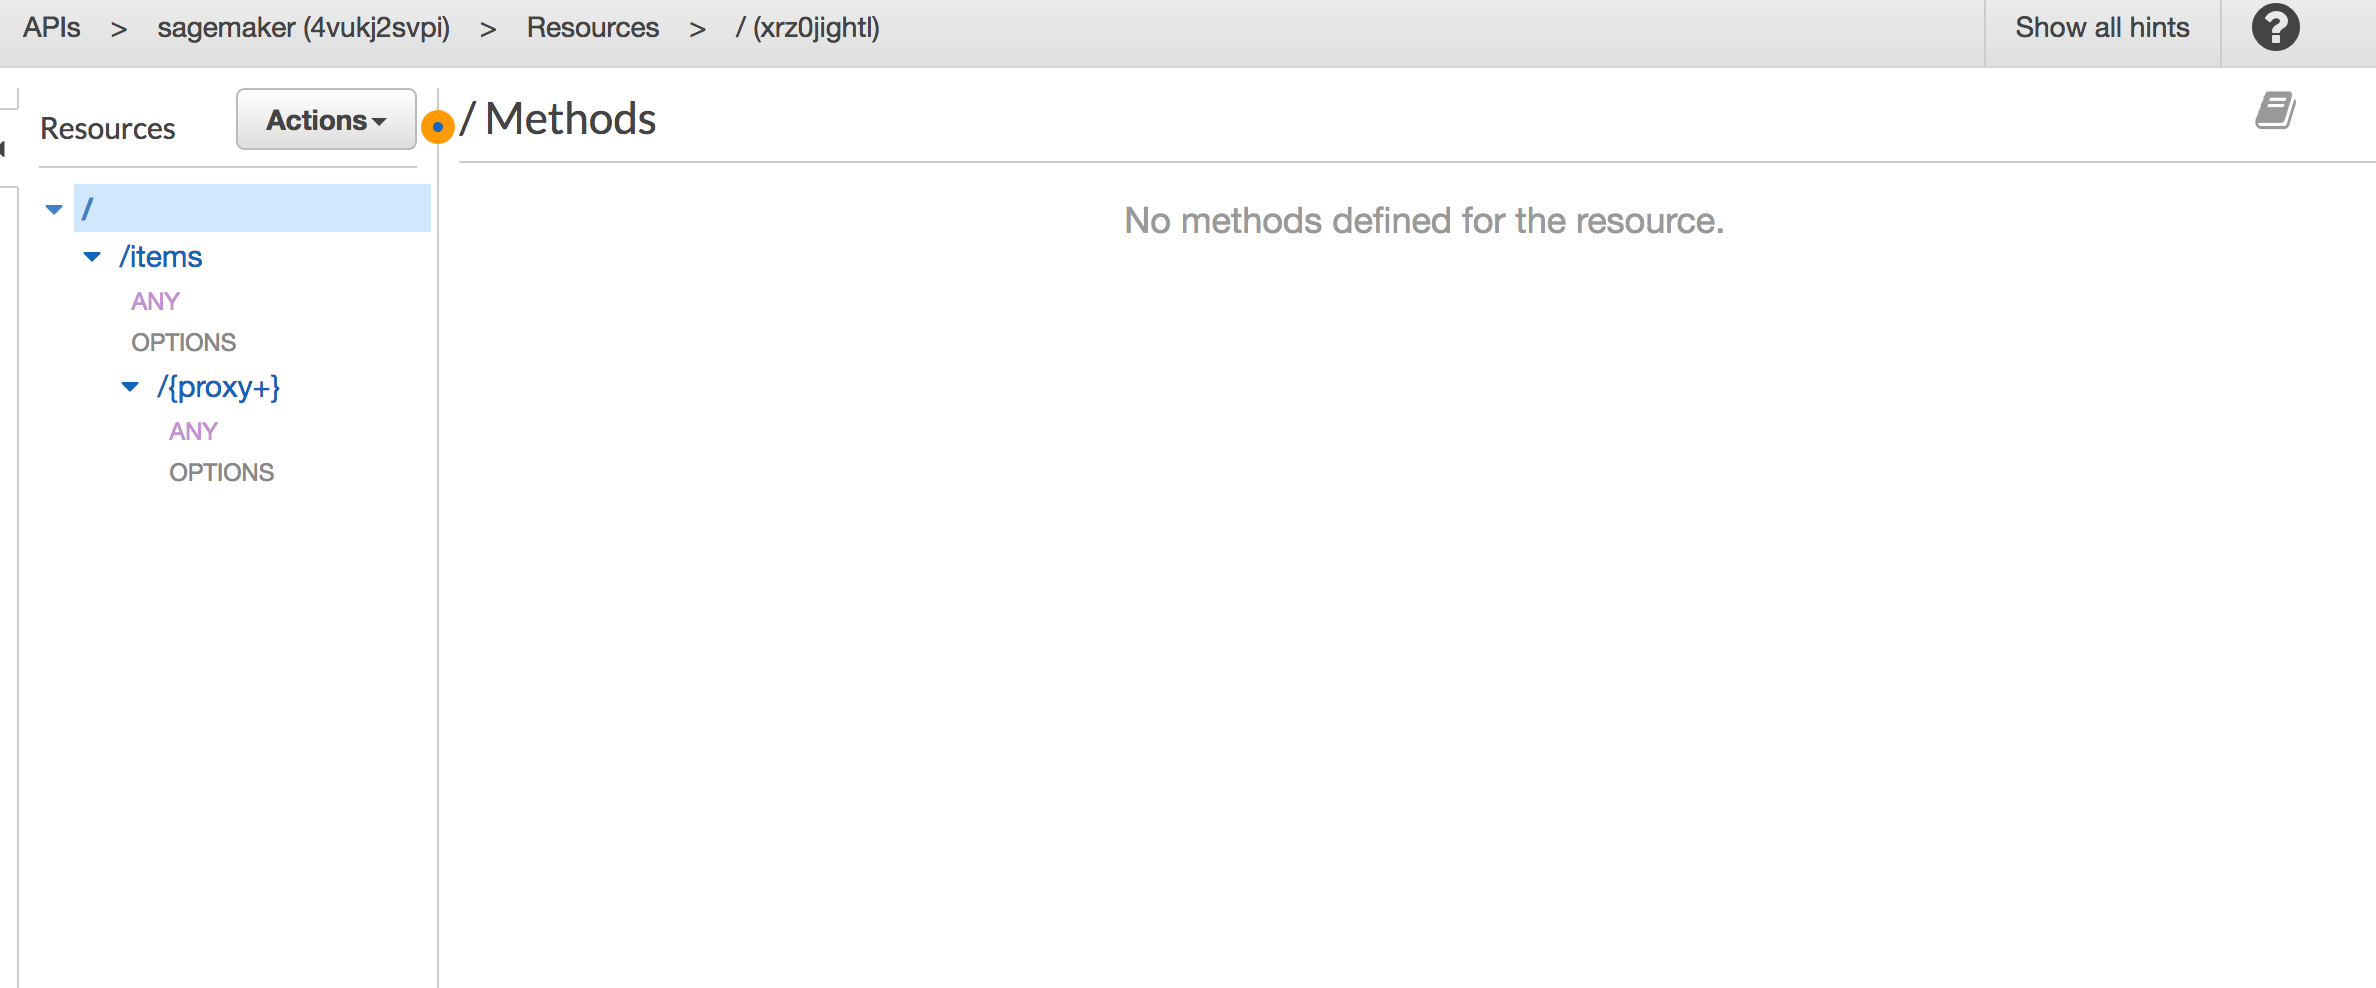 APIs > sagemaker (4vukj2svpi) > Resources > / (xrz0jightl) Show all hints ?
Resources Actions / Methods
/
/items
ANY
OPTIONS
/{proxy+}
ANY
OPTIONS
No methods defined for the resource.